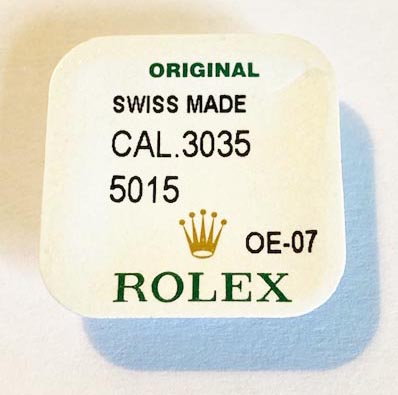 ORIGINAL
SWISS MADE
CAL.3035
5015
OE-07
ROLEX